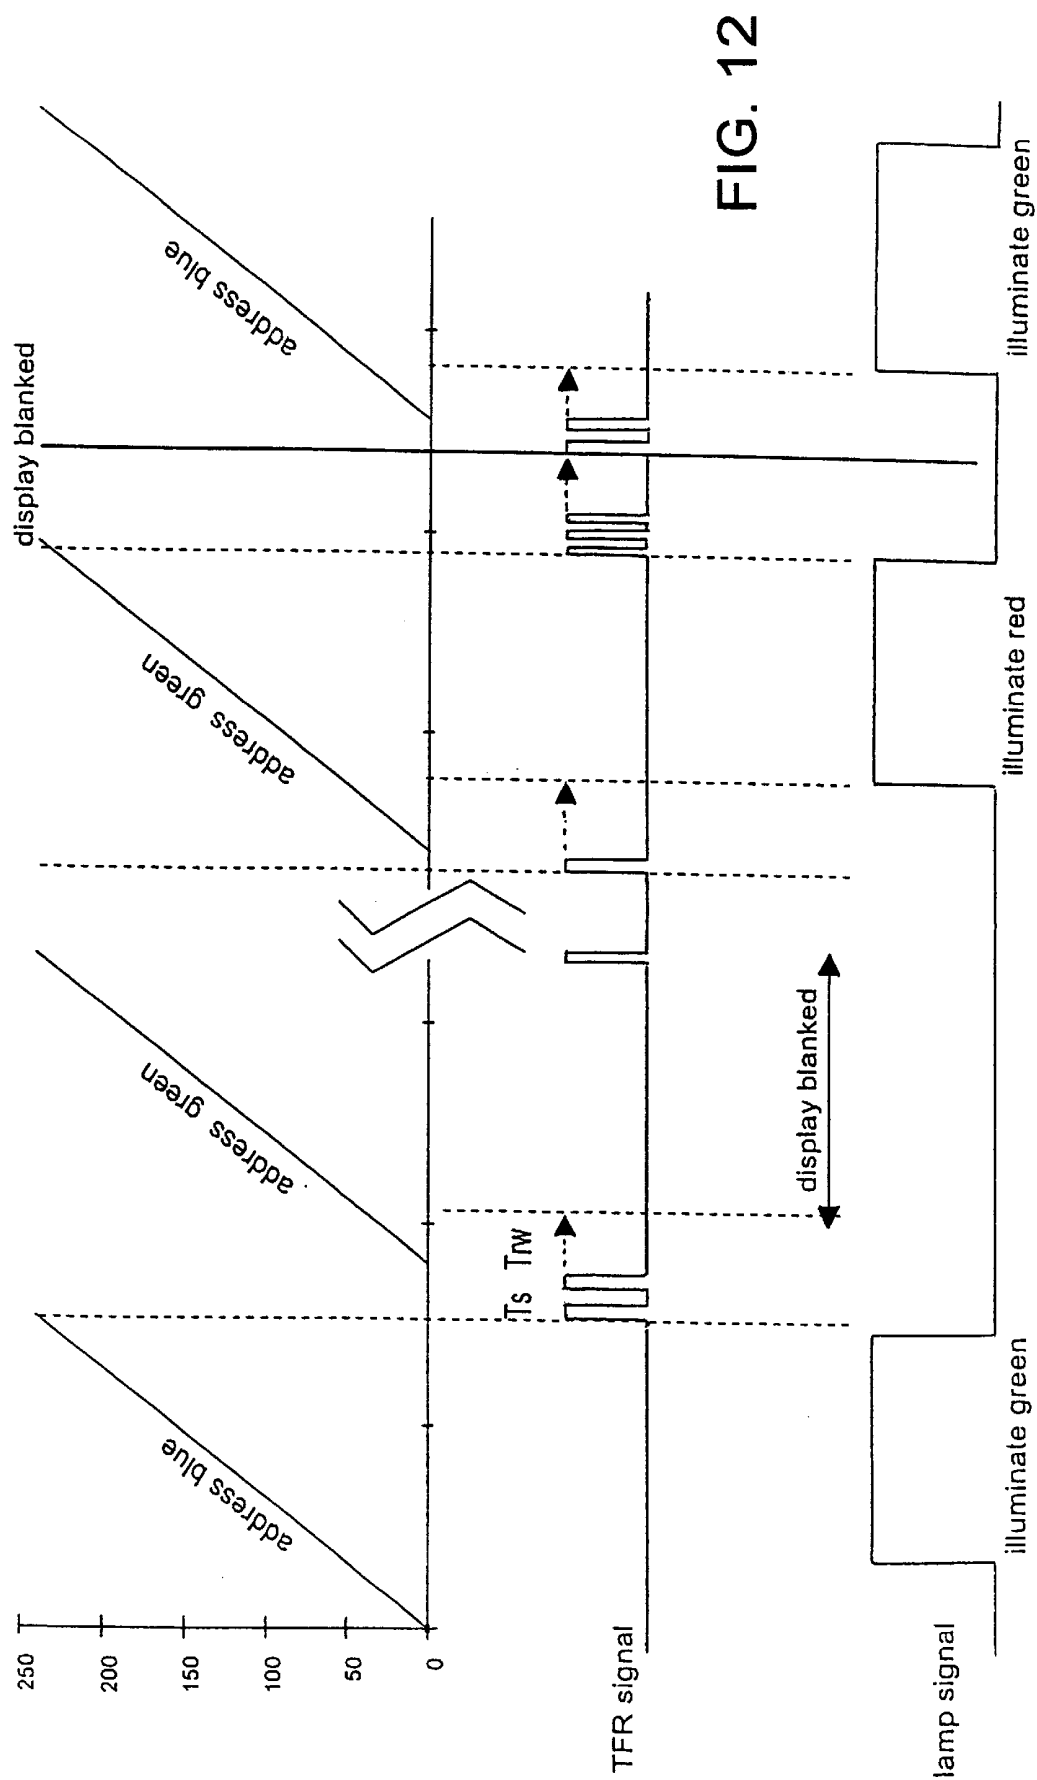 250
200
150
100
50
0
address blue
address green
address green
display blanked
address blue
Ts Trw
TFR signal
display blanked
lamp signal
illuminate green
illuminate red
illuminate green
FIG. 12